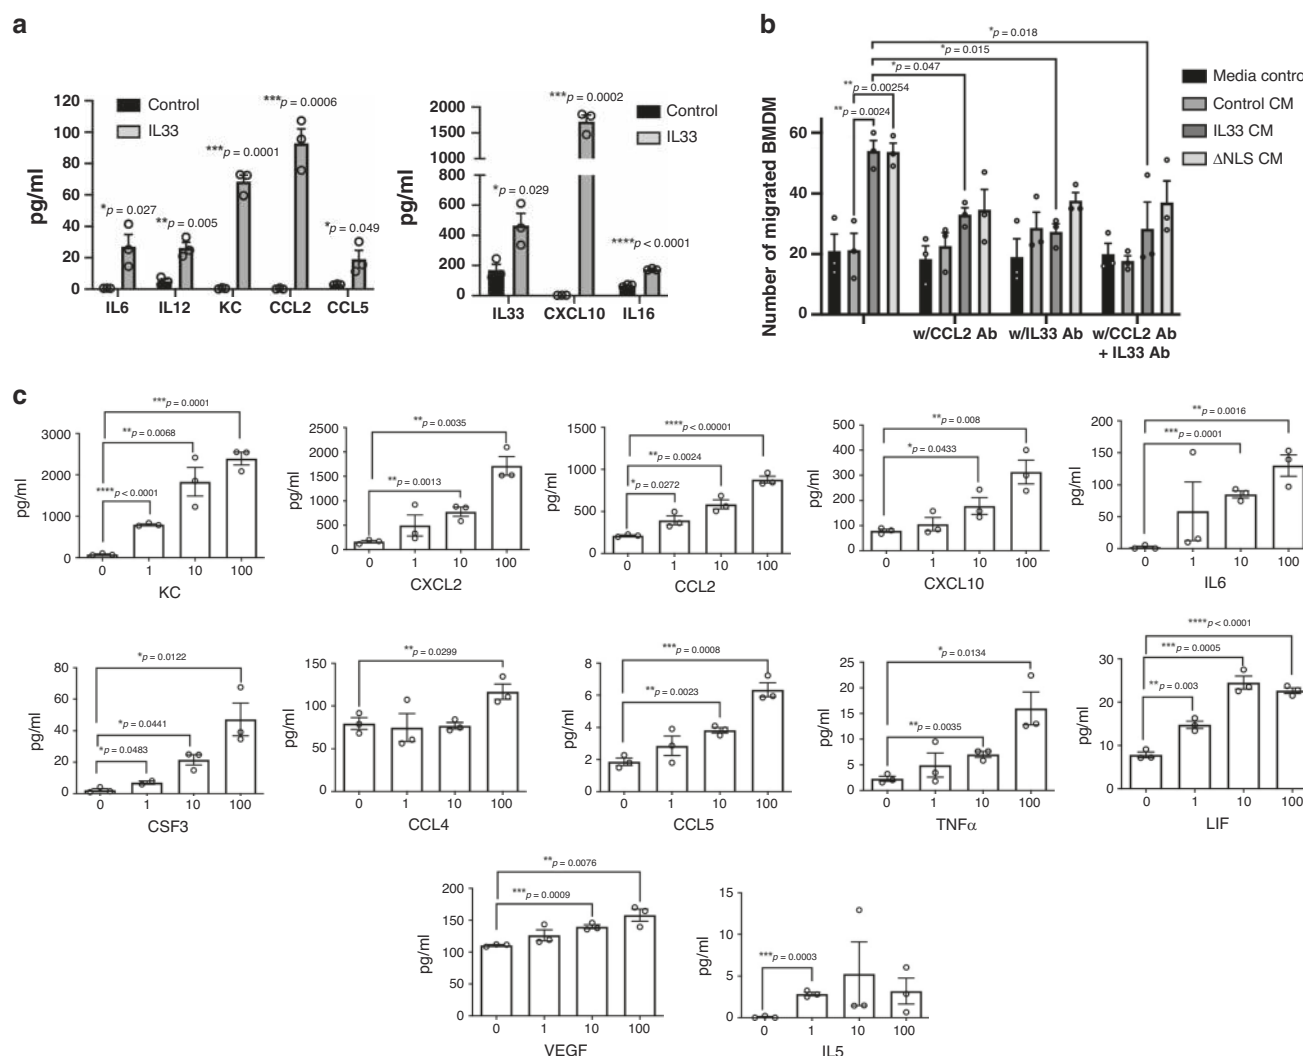 a
pg/ml
120
100
80
60
40
20
0
Control
IL33
*p = 0.027
**p = 0.005
***p = 0.0001
***p = 0.0006
*p = 0.049
IL6 IL12 KC CCL2 CCL5
pg/ml
2000
1500
1000
600
400
200
0
Control
IL33
*p = 0.029
***p = 0.0002
****p < 0.0001
IL33 CXCL10 IL16
b
Number of migrated BMDM
60
40
20
0
*p = 0.018
*p = 0.015
*p = 0.047
**p = 0.00254
**p = 0.0024
Media control
Control CM
IL33 CM
ΔNLS CM
w/CCL2 Ab w/IL33 Ab w/CCL2 Ab
+ IL33 Ab
c
pg/ml
3000
2000
1000
0
***p = 0.0001
**p = 0.0068
****p < 0.0001
0 1 10 100
KC
pg/ml
2500
2000
1500
1000
500
0
**p = 0.0035
**p = 0.0013
0 1 10 100
CXCL2
pg/ml
1500
1000
500
0
****p < 0.00001
**p = 0.0024
*p = 0.0272
0 1 10 100
CCL2
pg/ml
500
400
300
200
100
0
**p = 0.008
*p = 0.0433
0 1 10 100
CXCL10
pg/ml
200
150
100
50
0
**p = 0.0016
***p = 0.0001
0 1 10 100
IL6
pg/ml
80
60
40
20
0
*p = 0.0122
*p = 0.0441
*p = 0.0483
0 1 10 100
CSF3
pg/ml
150
100
50
0
**p = 0.0299
0 1 10 100
CCL4
pg/ml
8
6
4
2
0
***p = 0.0008
**p = 0.0023
0 1 10 100
CCL5
pg/ml
25
20
15
10
5
0
*p = 0.0134
**p = 0.0035
0 1 10 100
TNFα
pg/ml
30
20
10
0
****p < 0.0001
***p = 0.0005
**p = 0.003
0 1 10 100
LIF
pg/ml
200
150
100
50
0
**p = 0.0076
***p = 0.0009
0 1 10 100
VEGF
pg/ml
15
10
5
0
***p = 0.0003
0 1 10 100
IL5